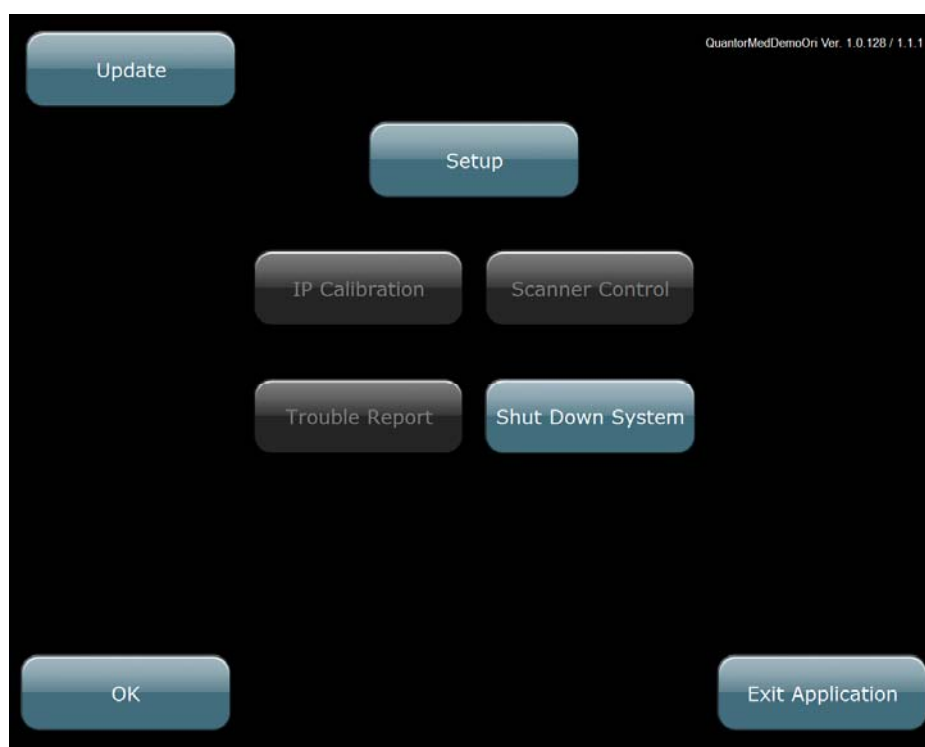 Update
QuantorMedDemoOri Ver. 1.0.128 / 1.1.1
Setup
IP Calibration
Scanner Control
Trouble Report
Shut Down System
OK
Exit Application